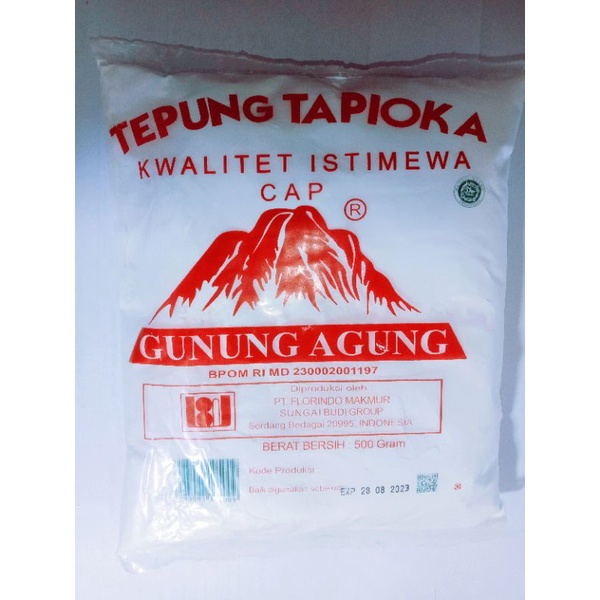 TEPUNG TAPIOKA
KWALITET ISTIMEWA
CAP
®
GUNUNG AGUNG
BPOM RI MD 230002001197
Diproduksi oleh
PT. FLORINDO MAKMUR
SUNGAI BUDI GROUP
Serdang Bedagai 20995, INDONESIA
BERAT BERSIH : 500 Gram
Kode Produksi :
Baik digunakan sebelum
EXP 23 08 2023